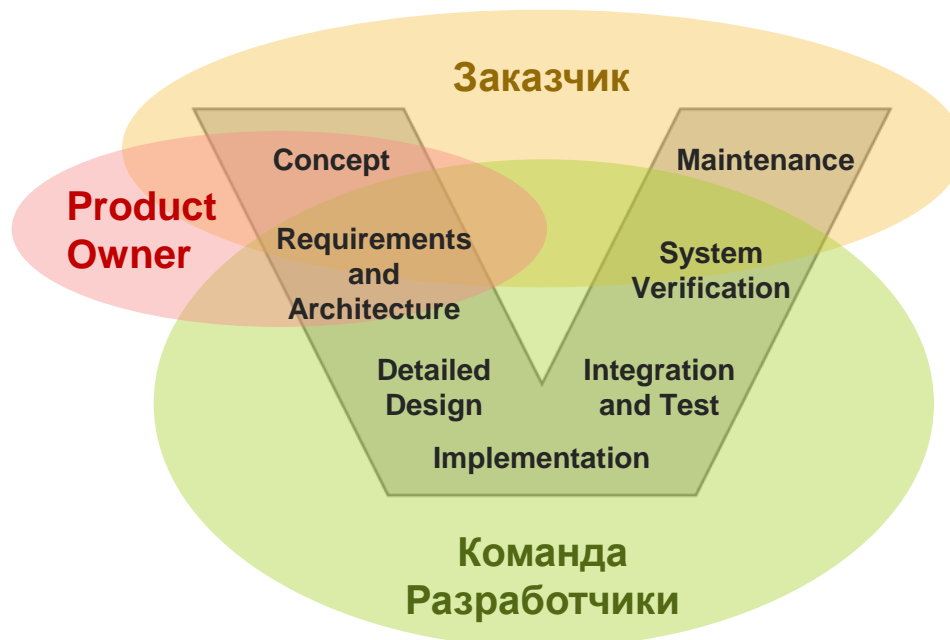 Заказчик
Concept
Maintenance
Product
Owner
Requirements
and
Architecture
System
Verification
Detailed
Design
Integration
and Test
Implementation
Команда
Разработчики